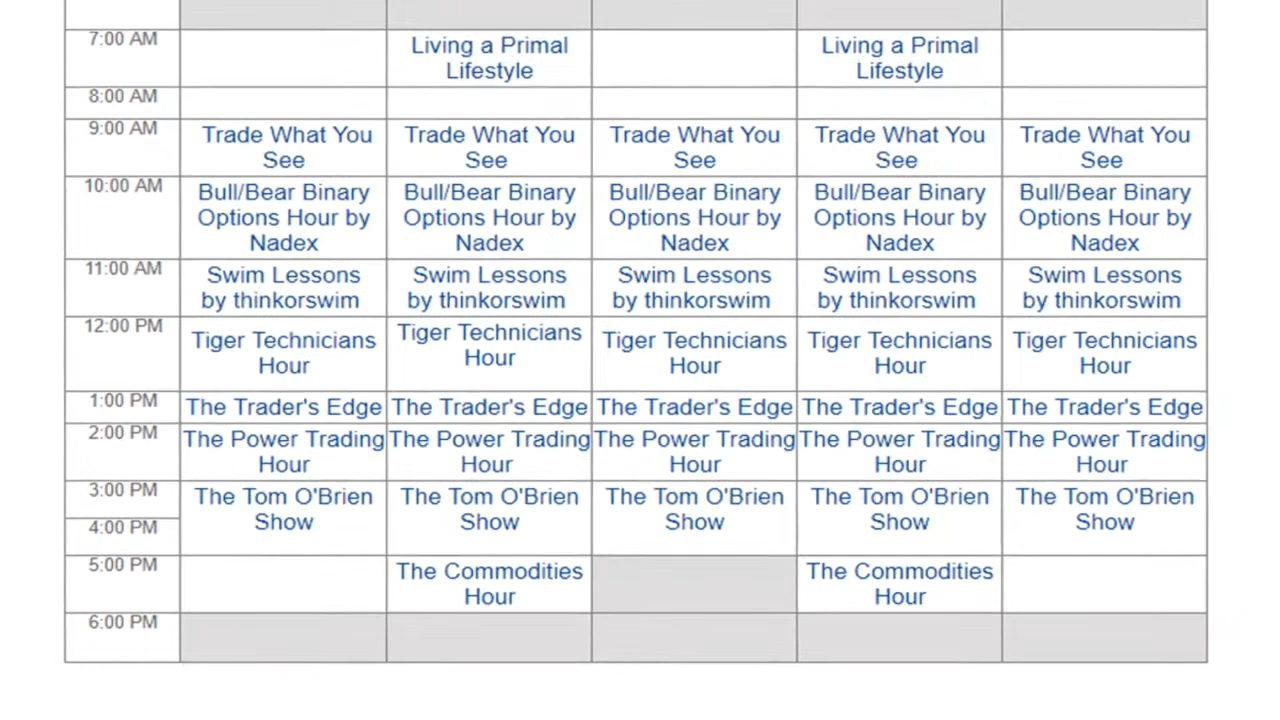 7:00 AM
Living a Primal
Lifestyle
Living a Primal
Lifestyle
8:00 AM
9:00 AM
Trade What You
See
Trade What You
See
Trade What You
See
Trade What You
See
Trade What You
See
10:00 AM
Bull/Bear Binary
Options Hour by
Nadex
Bull/Bear Binary
Options Hour by
Nadex
Bull/Bear Binary
Options Hour by
Nadex
Bull/Bear Binary
Options Hour by
Nadex
Bull/Bear Binary
Options Hour by
Nadex
11:00 AM
Swim Lessons
by thinkorswim
Swim Lessons
by thinkorswim
Swim Lessons
by thinkorswim
Swim Lessons
by thinkorswim
Swim Lessons
by thinkorswim
12:00 PM
Tiger Technicians
Hour
Tiger Technicians
Hour
Tiger Technicians
Hour
Tiger Technicians
Hour
Tiger Technicians
Hour
1:00 PM
The Trader's Edge
The Trader's Edge
The Trader's Edge
The Trader's Edge
The Trader's Edge
2:00 PM
The Power Trading
Hour
The Power Trading
Hour
The Power Trading
Hour
The Power Trading
Hour
The Power Trading
Hour
3:00 PM
The Tom O'Brien
Show
The Tom O'Brien
Show
The Tom O'Brien
Show
The Tom O'Brien
Show
The Tom O'Brien
Show
4:00 PM
5:00 PM
The Commodities
Hour
The Commodities
Hour
6:00 PM